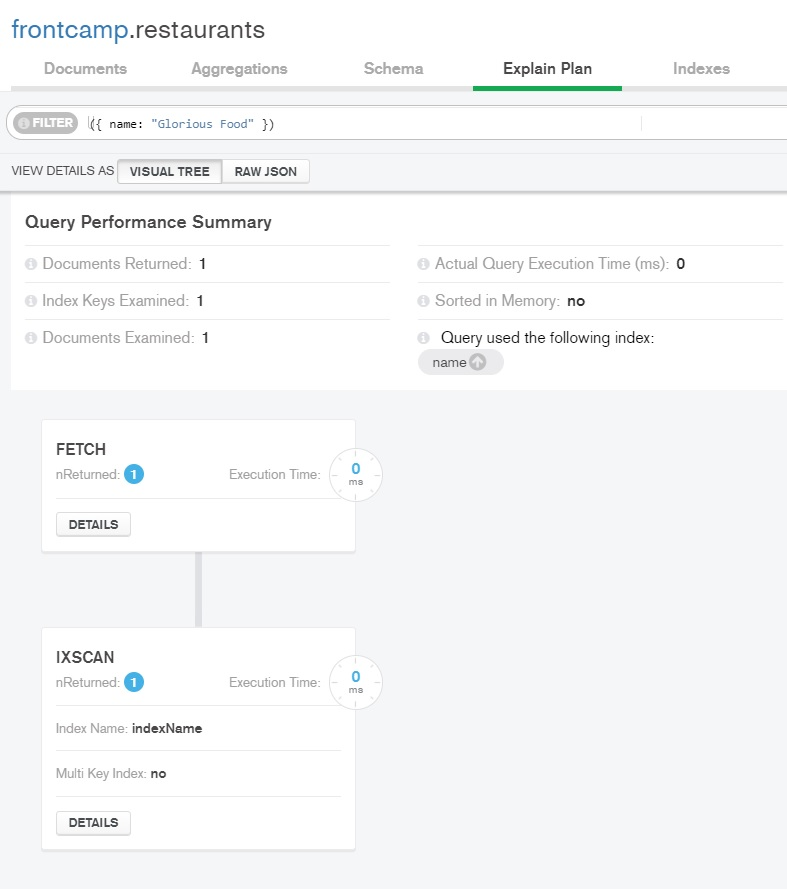 frontcamp.restaurants
Documents Aggregations Schema Explain Plan Indexes
FILTER ({ name: "Glorious Food" })
VIEW DETAILS AS VISUAL TREE RAW JSON
Query Performance Summary
Documents Returned: 1
Index Keys Examined: 1
Documents Examined: 1
Actual Query Execution Time (ms): 0
Sorted in Memory: no
Query used the following index:
name
FETCH
nReturned: 1 Execution Time: 0 ms
DETAILS
IXSCAN
nReturned: 1 Execution Time: 0 ms
Index Name: indexName
Multi Key Index: no
DETAILS